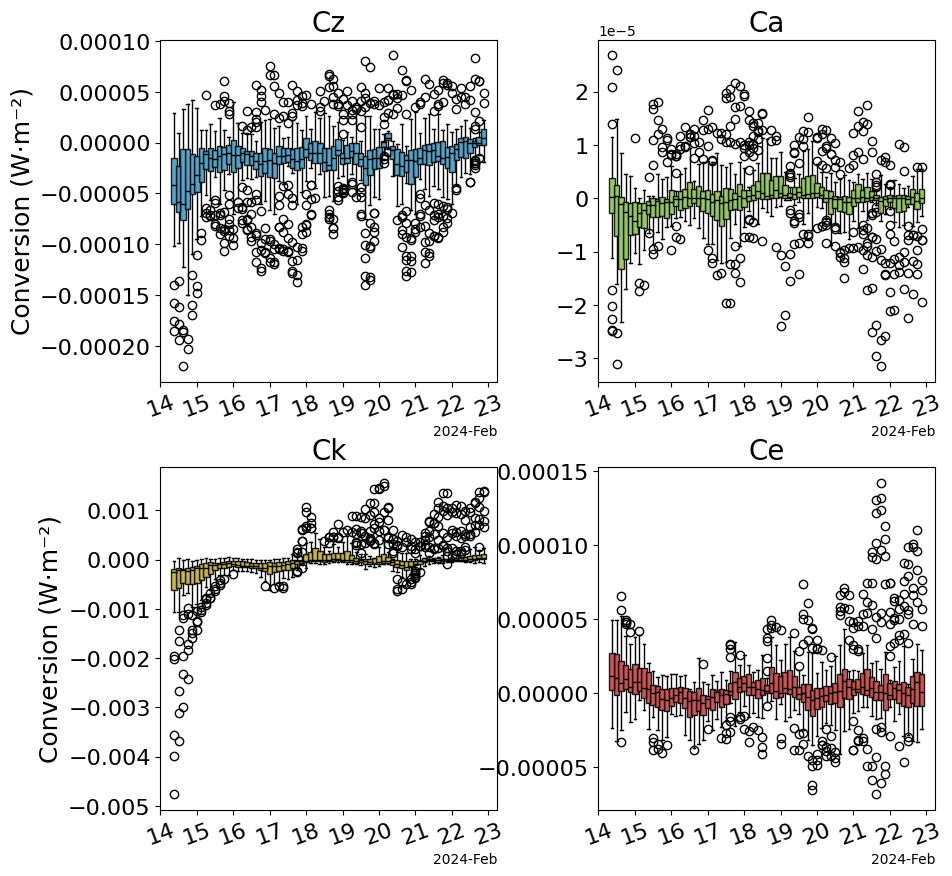 Cz
Conversion (W·m⁻²)
0.00010
0.00005
0.00000
−0.00005
−0.00010
−0.00015
−0.00020
14 15 16 17 18 19 20 21 22 23
2024-Feb
Ca
1e−5
2
1
0
−1
−2
−3
14 15 16 17 18 19 20 21 22 23
2024-Feb
Ck
Conversion (W·m⁻²)
0.001
0.000
−0.001
−0.002
−0.003
−0.004
−0.005
14 15 16 17 18 19 20 21 22 23
2024-Feb
Ce
0.00015
0.00010
0.00005
0.00000
−0.00005
14 15 16 17 18 19 20 21 22 23
2024-Feb